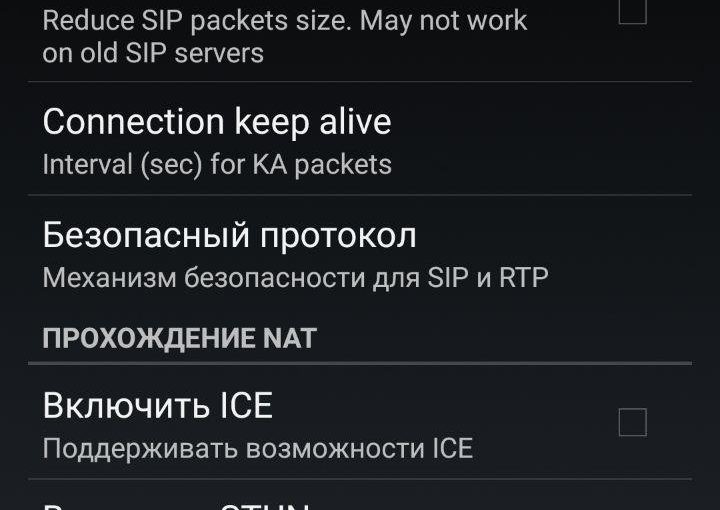 Reduce SIP packets size. May not work
on old SIP servers
Connection keep alive
Interval (sec) for KA packets
Безопасный протокол
Механизм безопасности для SIP и RTP
ПРОХОЖДЕНИЕ NAT
Включить ICE
Поддерживать возможности ICE